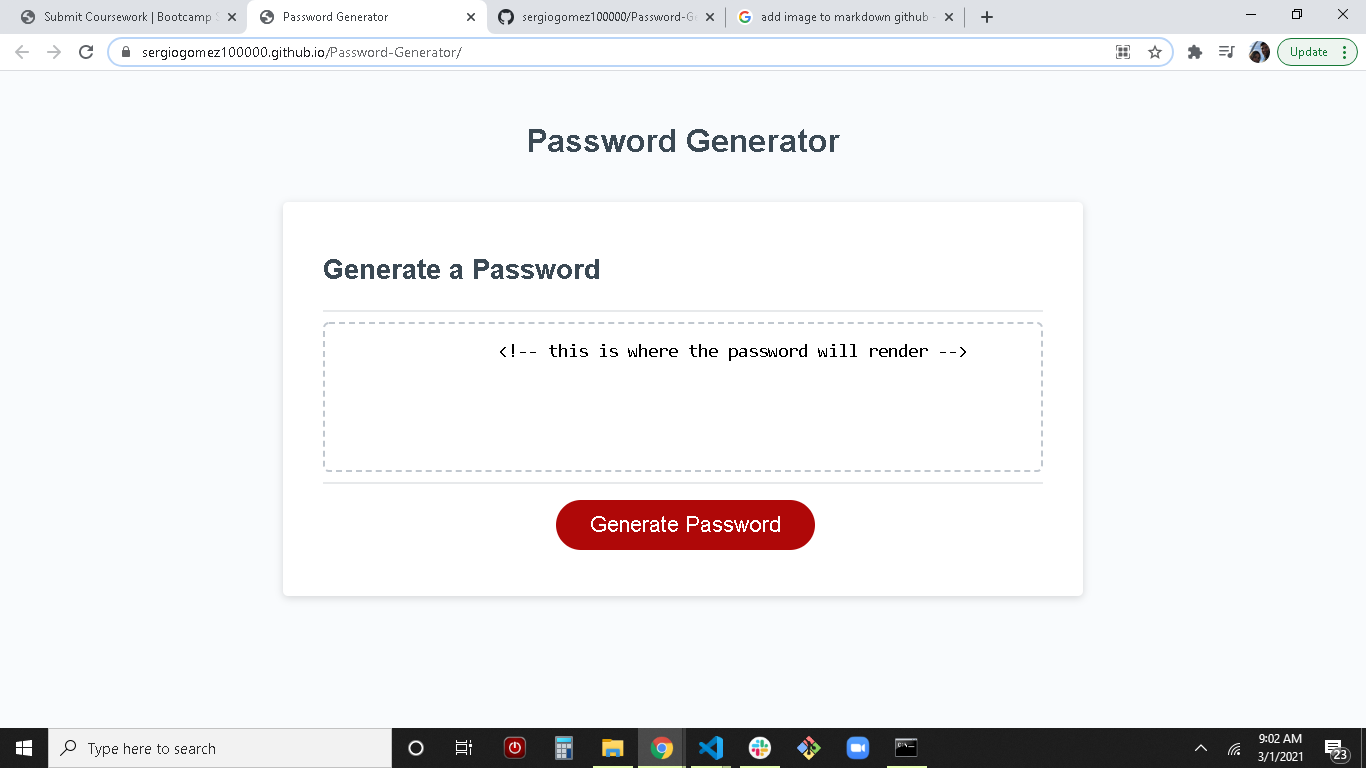 Submit Coursework | Bootcamp
Password Generator
sergiogomez100000/Password-G
add image to markdown github
sergiogomez100000.github.io/Password-Generator/
Update
Password Generator
Generate a Password
<!-- this is where the password will render -->
Generate Password
Type here to search
9:02 AM
3/1/2021
23